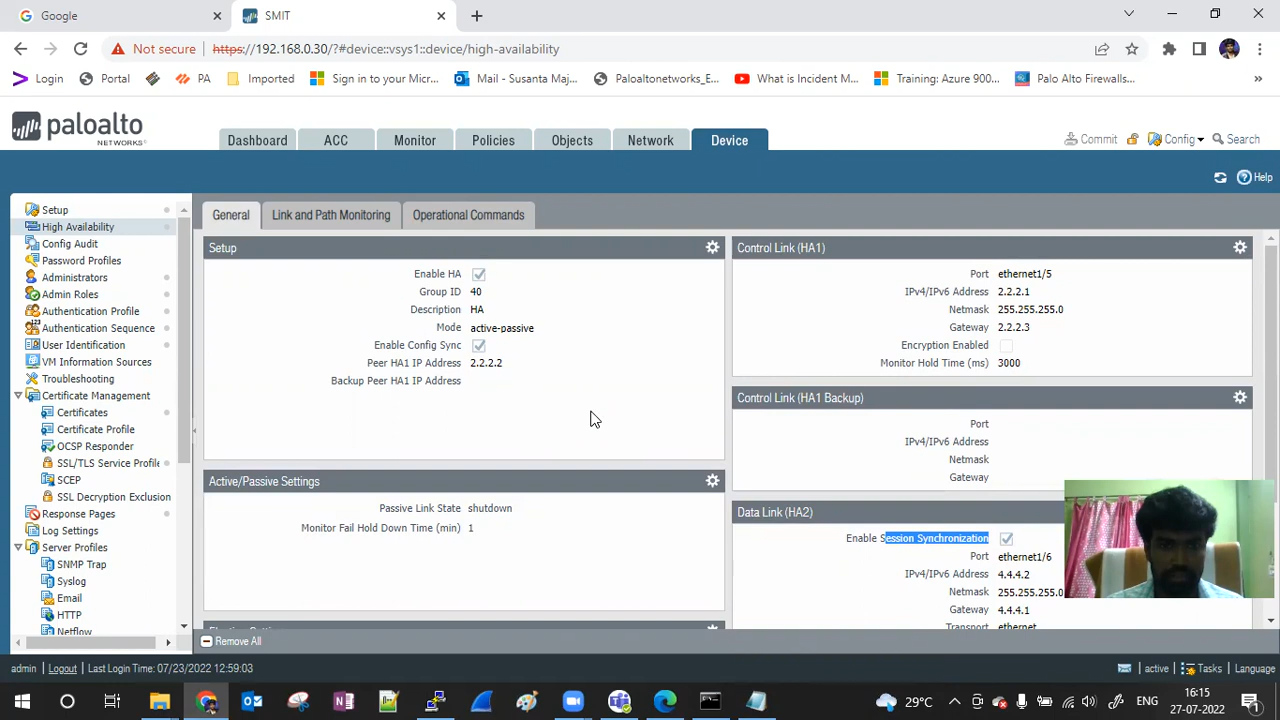 Google
SMIT
Not secure
https://192.168.0.30/?#device::vsys1::device/high-availability
Login
Portal
PA
Imported
Sign in to your Micr...
Mail - Susanta Maj...
Paloaltonetworks_E...
What is Incident M...
Training: Azure 900...
Palo Alto Firewalls...
»
paloalto
NETWORKS
Dashboard
ACC
Monitor
Policies
Objects
Network
Device
Commit
Config
Search
Help
Setup
High Availability
Config Audit
Password Profiles
Administrators
Admin Roles
Authentication Profile
Authentication Sequence
User Identification
VM Information Sources
Troubleshooting
Certificate Management
Certificates
Certificate Profile
OCSP Responder
SSL/TLS Service Profile
SCEP
SSL Decryption Exclusion
Response Pages
Log Settings
Server Profiles
SNMP Trap
Syslog
Email
HTTP
Netflow
General
Link and Path Monitoring
Operational Commands
Setup
Enable HA
Group ID 40
Description HA
Mode active-passive
Enable Config Sync
Peer HA1 IP Address 2.2.2.2
Backup Peer HA1 IP Address
Active/Passive Settings
Passive Link State shutdown
Monitor Fail Hold Down Time (min) 1
Control Link (HA1)
Port ethernet1/5
IPv4/IPv6 Address 2.2.2.1
Netmask 255.255.255.0
Gateway 2.2.2.3
Encryption Enabled
Monitor Hold Time (ms) 3000
Control Link (HA1 Backup)
Port
IPv4/IPv6 Address
Netmask
Gateway
Data Link (HA2)
Enable Session Synchronization
Port ethernet1/6
IPv4/IPv6 Address 4.4.4.2
Netmask 255.255.255.0
Gateway 4.4.4.1
Transport ethernet
Remove All
admin
Logout
Last Login Time: 07/23/2022 12:59:03
active
Tasks
Language
29°C
ENG
16:15
27-07-2022
1